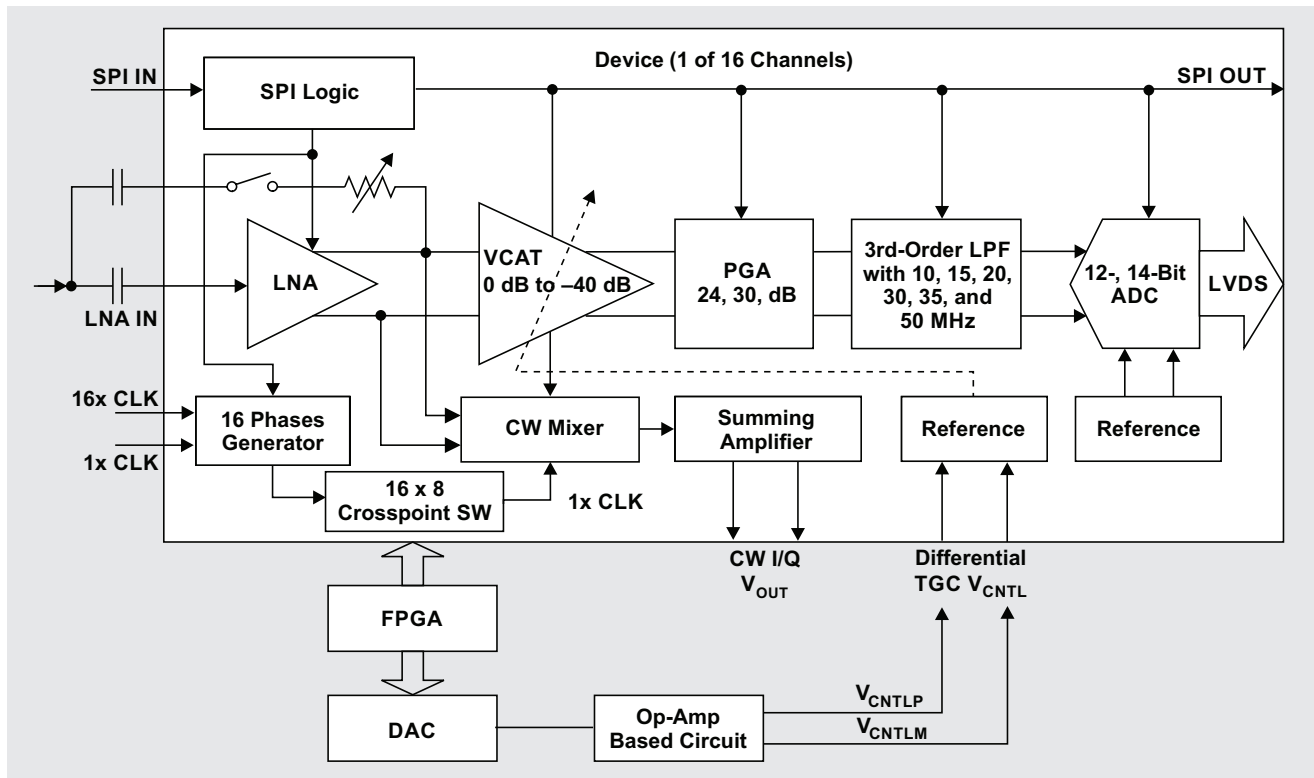 Device (1 of 16 Channels)
SPI IN
SPI Logic
SPI OUT
LNA IN
LNA
VCAT
0 dB to –40 dB
PGA
24, 30, dB
3rd-Order LPF
with 10, 15, 20,
30, 35, and
50 MHz
12-, 14-Bit
ADC
LVDS
16x CLK
1x CLK
16 Phases
Generator
16 x 8
Crosspoint SW
CW Mixer
1x CLK
Summing
Amplifier
Reference
Reference
CW I/Q
VOUT
Differential
TGC VCNTL
FPGA
DAC
Op-Amp
Based Circuit
VCNTLP
VCNTLM